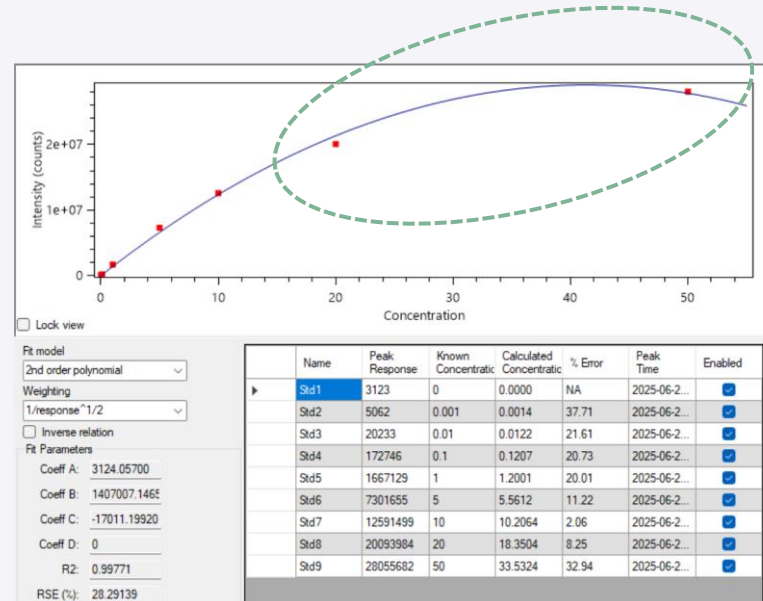 Intensity (counts)
2e+07
1e+07
0
0 10 20 30 40 50
Concentration
Lock view
Fit model
2nd order polynomial
Weighting
1/response^1/2
Inverse relation
Fit Parameters
Coeff A: 3124.05700
Coeff B: 1407007.1465
Coeff C: -17011.19920
Coeff D: 0
R2: 0.99771
RSE (%): 28.29139
Name Peak Response Known Concentratic Calculated Concentratic % Error Peak Time Enabled
Std1 3123 0 0.0000 NA 2025-06-2...
Std2 5062 0.001 0.0014 37.71 2025-06-2...
Std3 20233 0.01 0.0122 21.61 2025-06-2...
Std4 172746 0.1 0.1207 20.73 2025-06-2...
Std5 1667129 1 1.2001 20.01 2025-06-2...
Std6 7301655 5 5.5612 11.22 2025-06-2...
Std7 12591499 10 10.2064 2.06 2025-06-2...
Std8 20093984 20 18.3504 8.25 2025-06-2...
Std9 28055682 50 33.5324 32.94 2025-06-2...